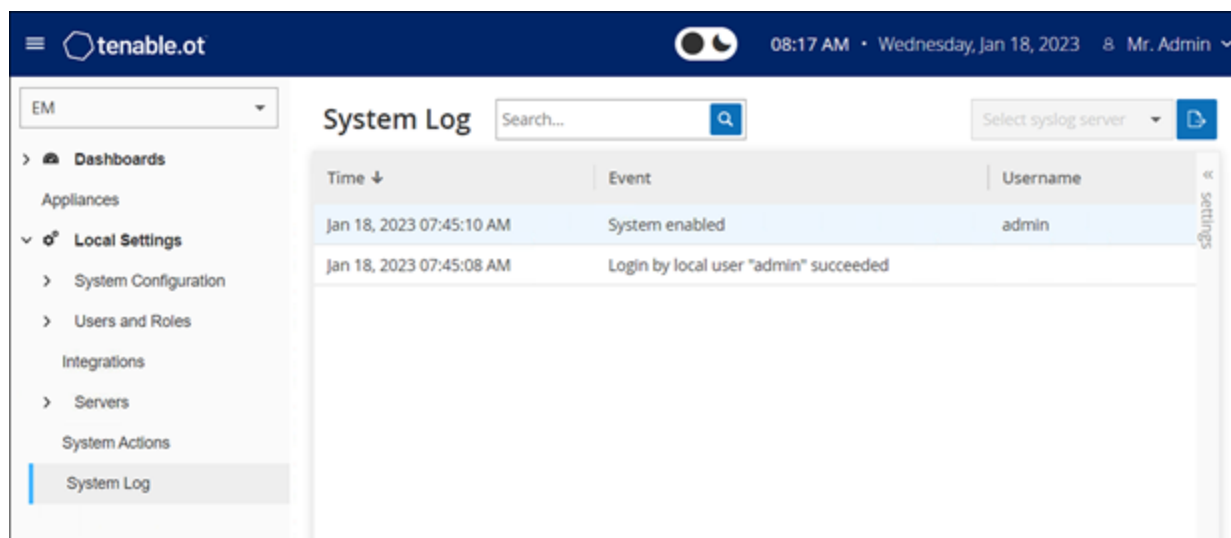 tenable.ot
08:17 AM • Wednesday, Jan 18, 2023 Mr. Admin
EM
Dashboards
Appliances
Local Settings
System Configuration
Users and Roles
Integrations
Servers
System Actions
System Log
System Log Search... Select syslog server
Time Event Username
Jan 18, 2023 07:45:10 AM System enabled admin
Jan 18, 2023 07:45:08 AM Login by local user "admin" succeeded
settings